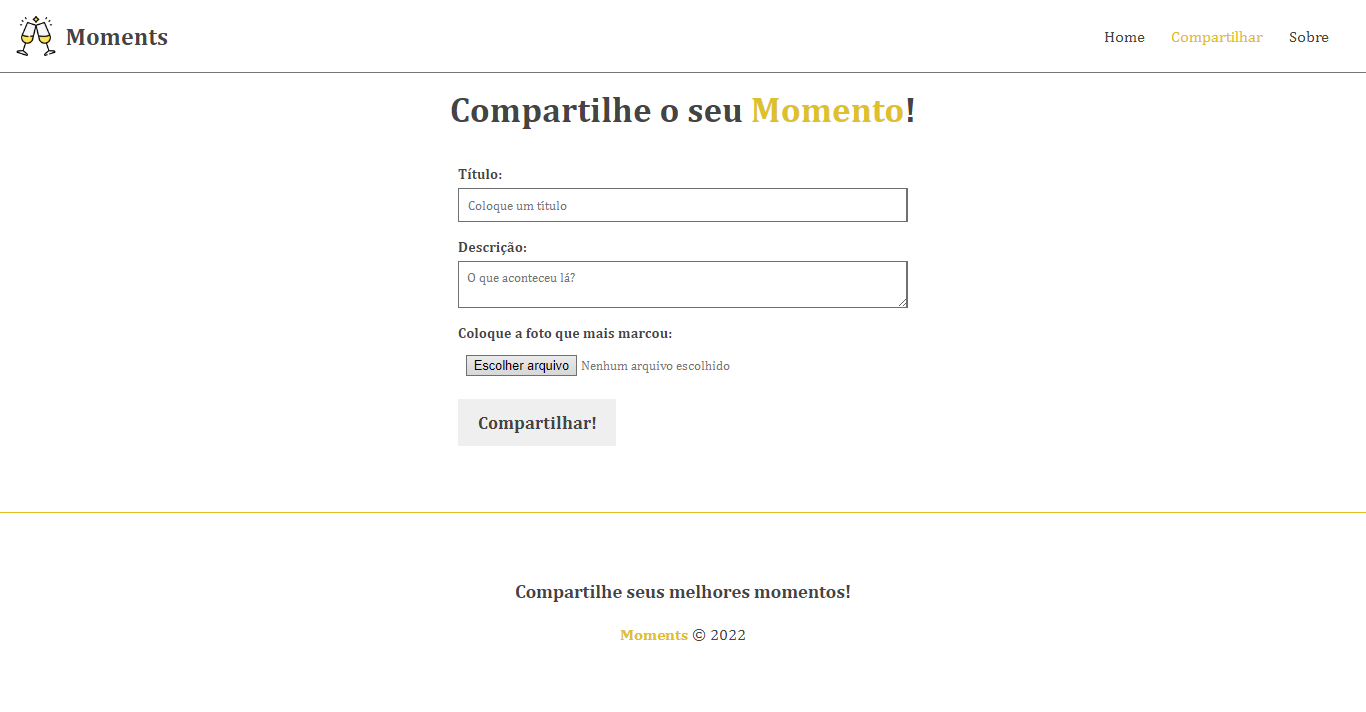 Moments
Home Compartilhar Sobre
Compartilhe o seu Momento!
Título:
Coloque um título
Descrição:
O que aconteceu lá?
Coloque a foto que mais marcou:
Escolher arquivo Nenhum arquivo escolhido
Compartilhar!
Compartilhe seus melhores momentos!
Moments © 2022